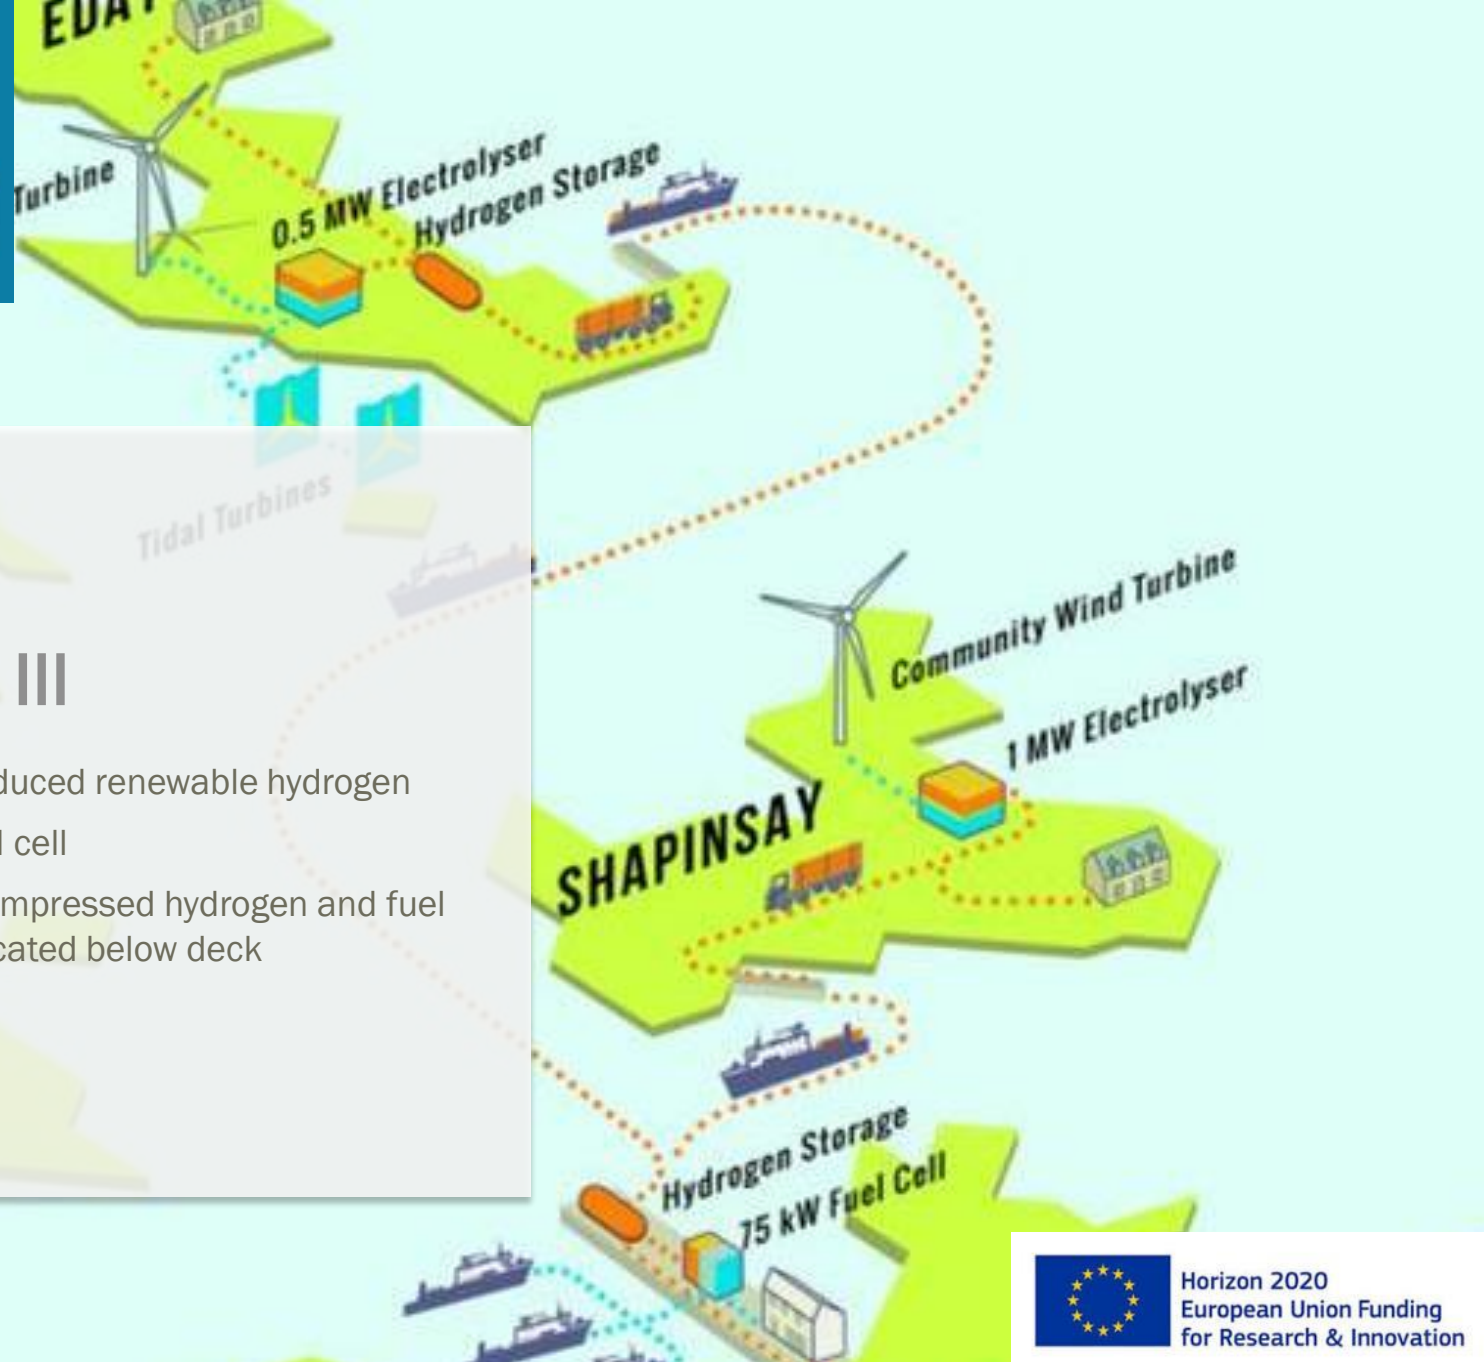 EDAY
Turbine
0.5 MW Electrolyser
Hydrogen Storage
Tidal Turbines
III
duced renewable hydrogen
cell
mpressed hydrogen and fuel
cated below deck
Community Wind Turbine
1 MW Electrolyser
SHAPINSAY
Hydrogen Storage
75 kW Fuel Cell
Horizon 2020
European Union Funding
for Research & Innovation